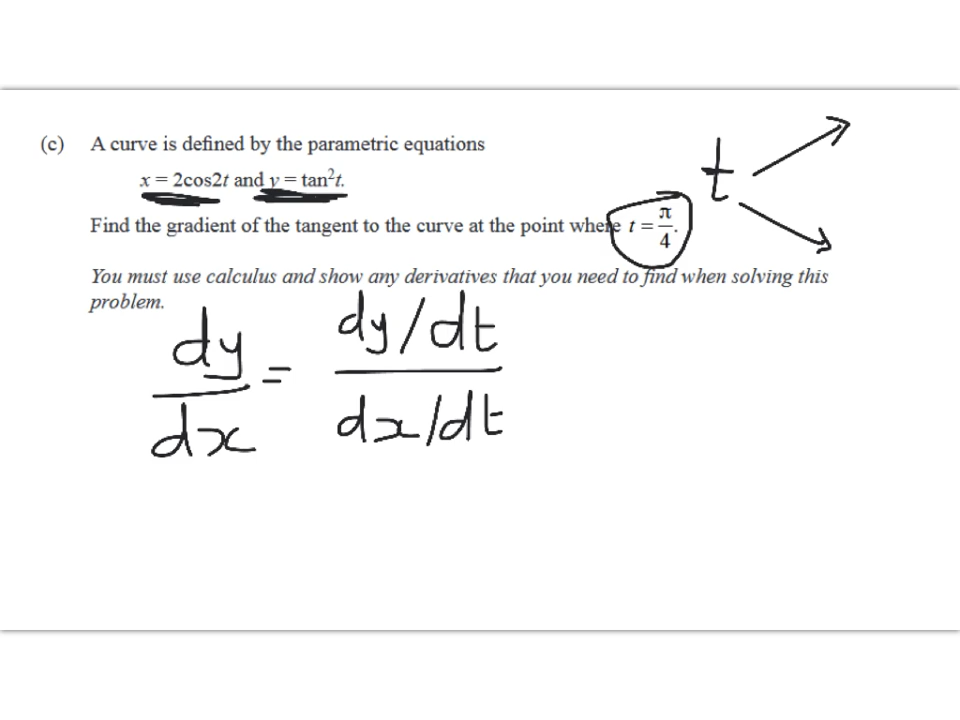 (c) A curve is defined by the parametric equations
x = 2cos2t and y = tan²t.
Find the gradient of the tangent to the curve at the point where t = π/4.
You must use calculus and show any derivatives that you need to find when solving this
problem.
t
dy/dx = (dy/dt)/(dx/dt)